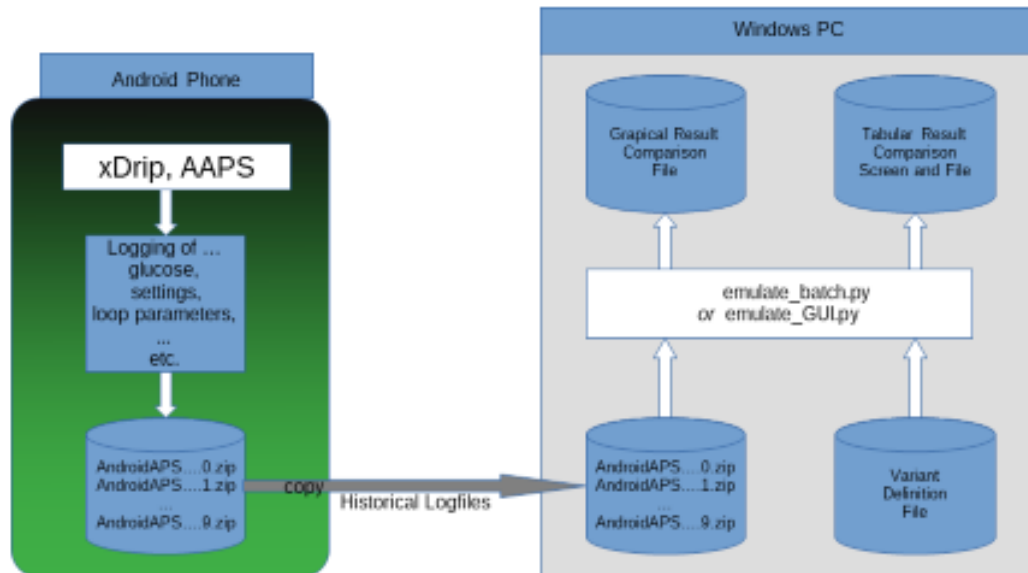 Android Phone
xDrip, AAPS
Logging of ...
glucose,
settings,
loop parameters,
...
etc.
AndroidAPS....0.zip
AndroidAPS....1.zip
...
AndroidAPS....9.zip
copy
Historical Logfiles
Windows PC
Grapical Result
Comparison
File
Tabular Result
Comparison
Screen and File
emulate_batch.py
or emulate_GUI.py
AndroidAPS....0.zip
AndroidAPS....1.zip
...
AndroidAPS....9.zip
Variant
Definition
File